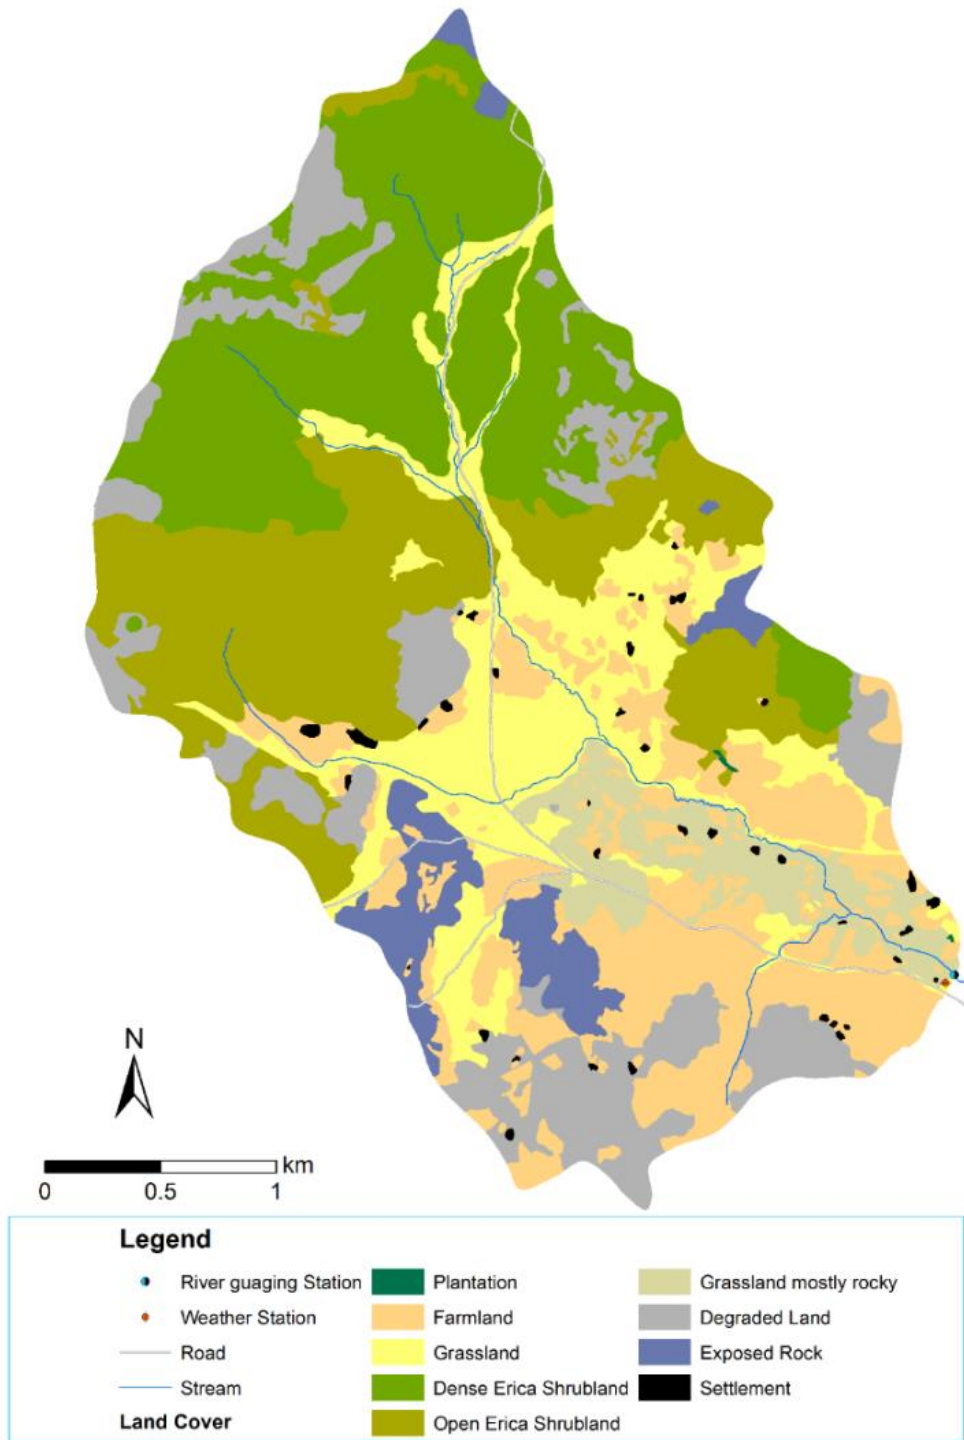 N
km
0 0.5 1
Legend
River guaging Station
Weather Station
Road
Stream
Land Cover
Plantation
Farmland
Grassland
Dense Erica Shrubland
Open Erica Shrubland
Grassland mostly rocky
Degraded Land
Exposed Rock
Settlement